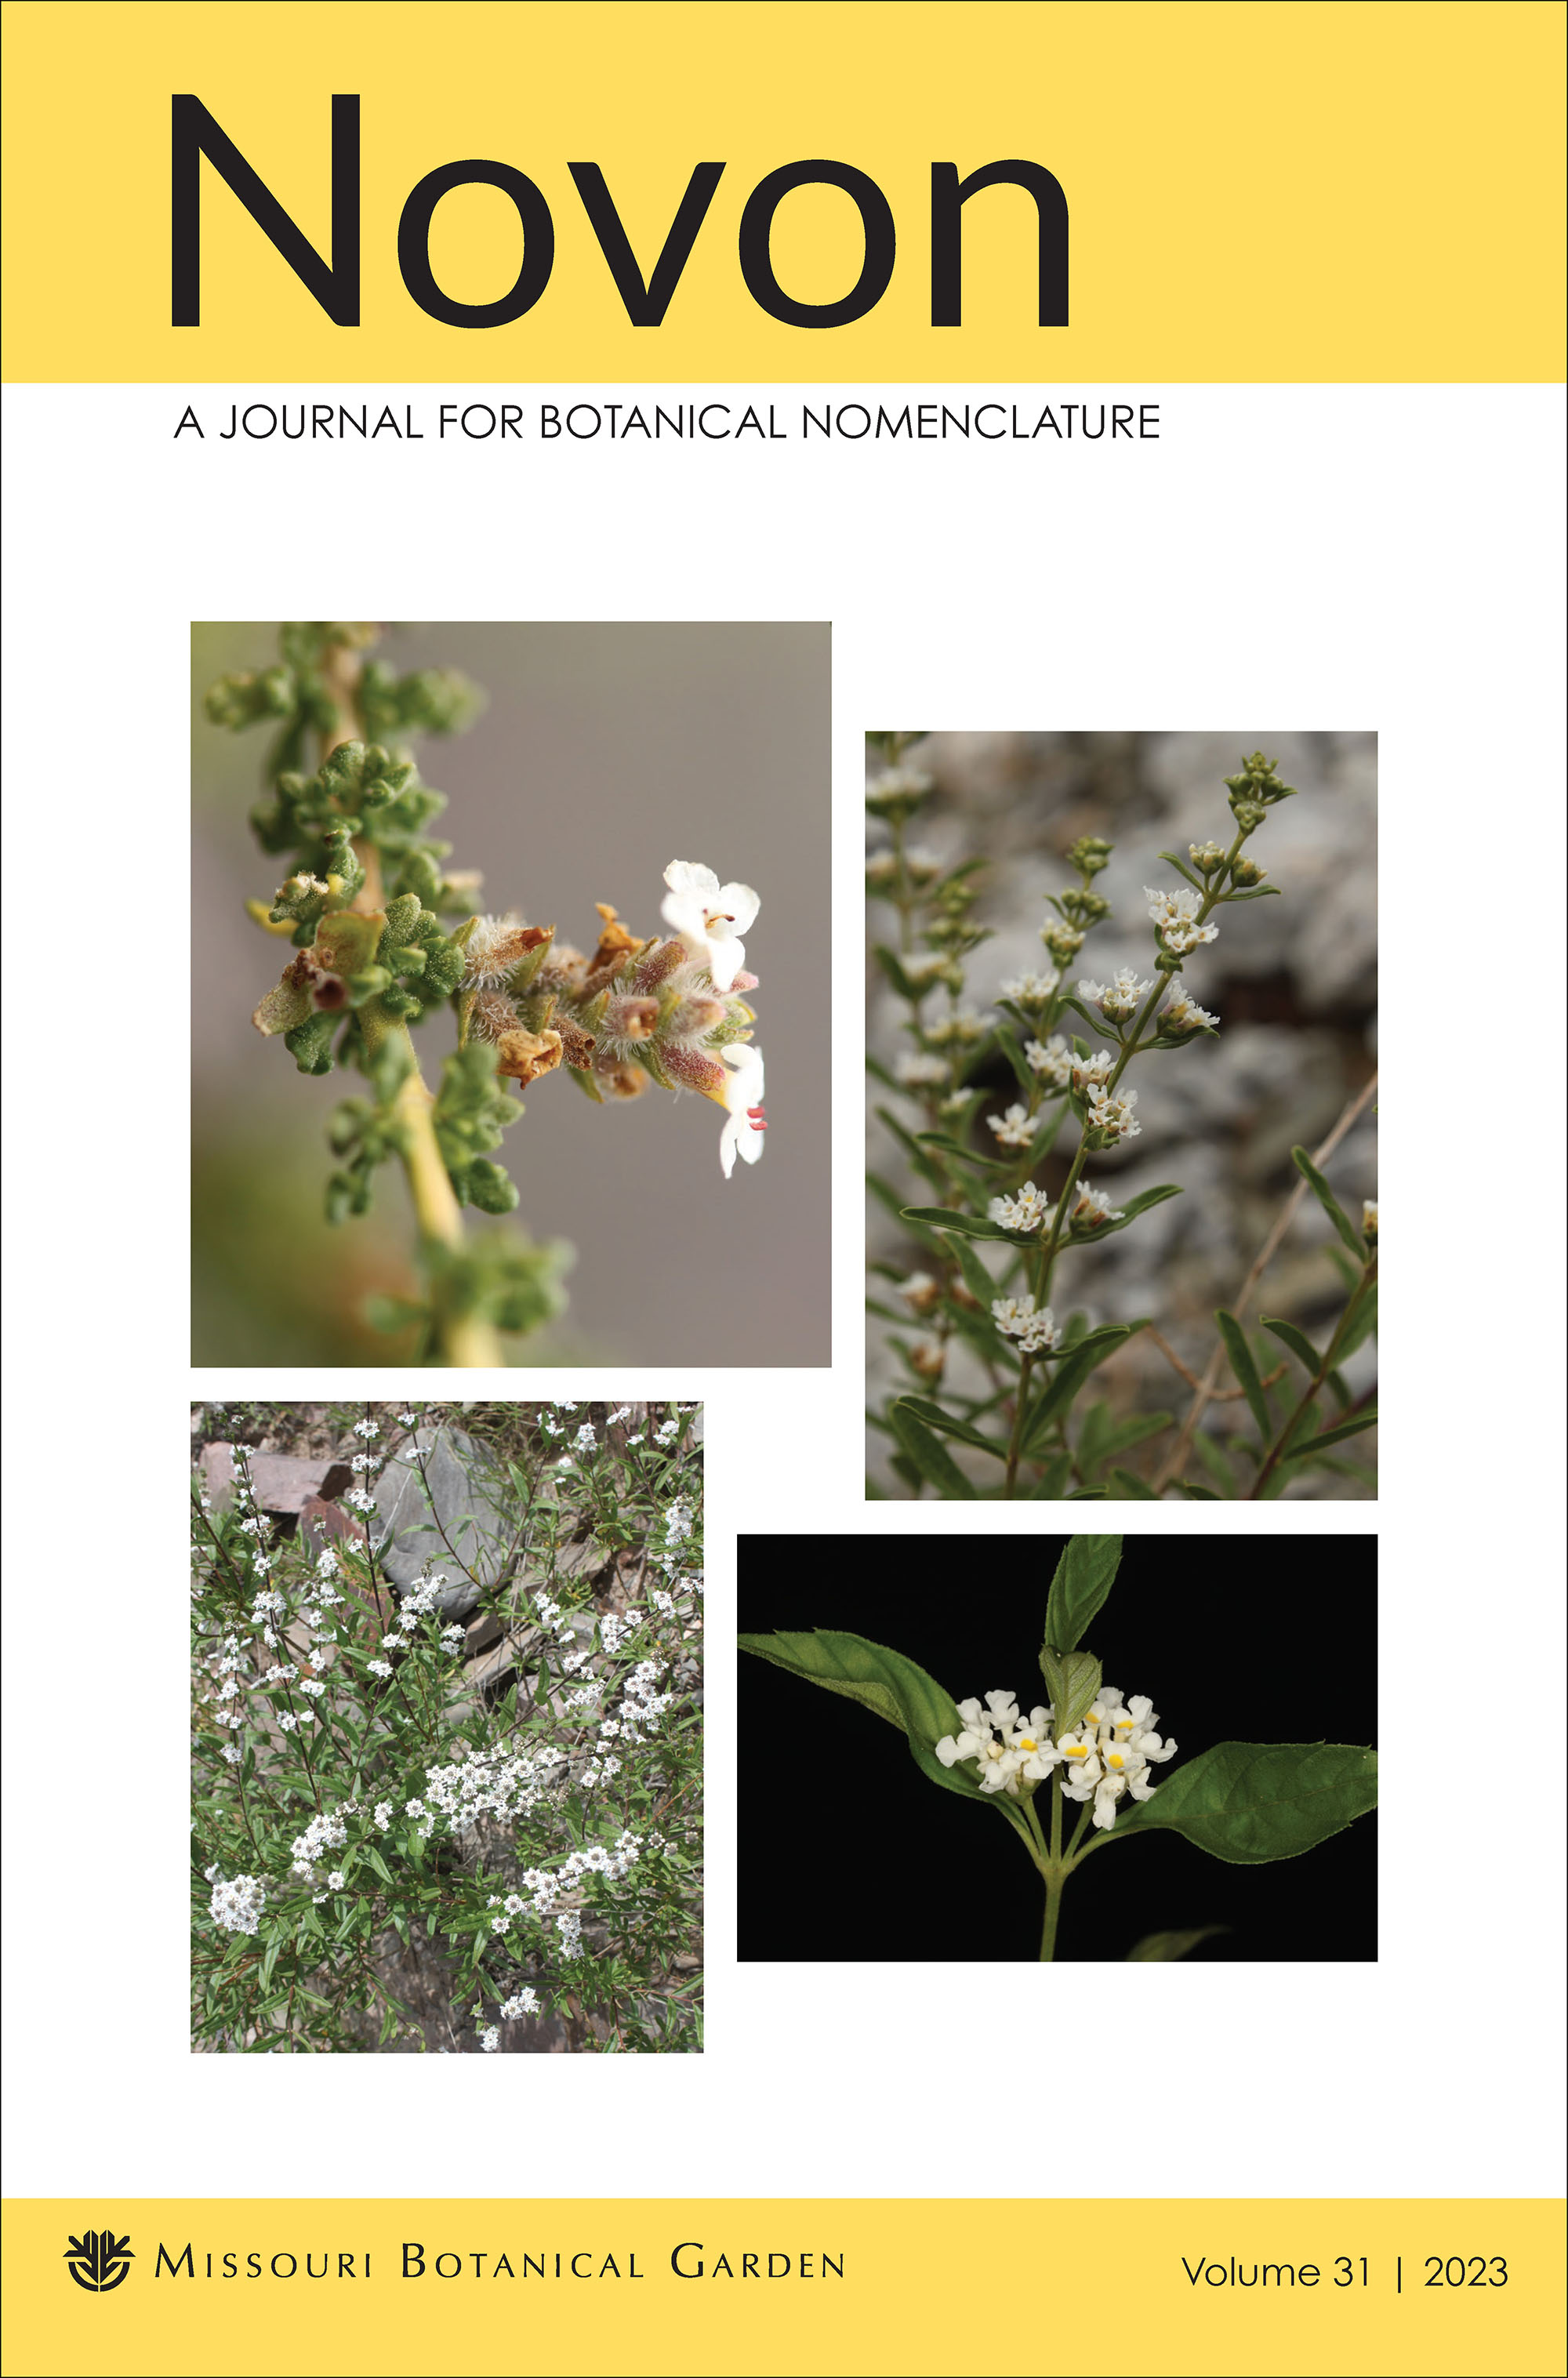 Novon
A JOURNAL FOR BOTANICAL NOMENCLATURE
MISSOURI BOTANICAL GARDEN
Volume 31 | 2023